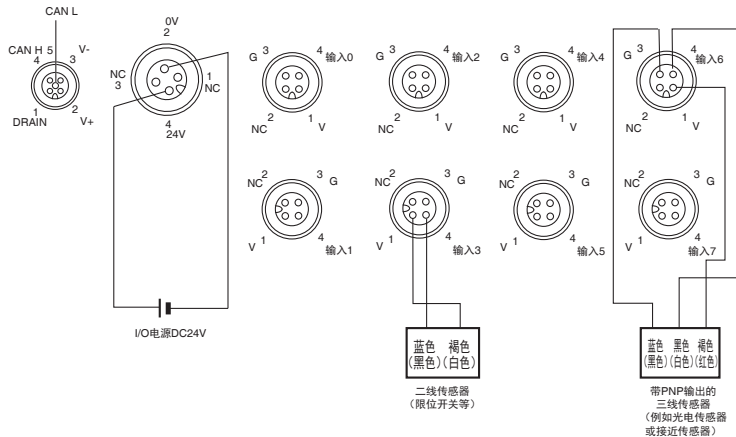 CAN L
CAN H 5 V-
4 3
1 2
DRAIN V+
0V
2
NC
3
1
NC
4
24V
G 3 4 输入0
NC 2 1 V
G 3 4 输入2
NC 2 1 V
G 3 4 输入4
NC 2 1 V
G 3 4 输入6
NC 2 1 V
NC 2 3 G
V 1 4 输入1
NC 2 3 G
V 1 4 输入3
NC 2 3 G
V 1 4 输入5
NC 2 3 G
V 1 4 输入7
I/O电源DC24V
蓝色 褐色
(黑色)(白色)
二线传感器
(限位开关等)
蓝色 黑色 褐色
(黑色)(白色)(红色)
带PNP输出的
三线传感器
(例如光电传感器
或接近传感器)